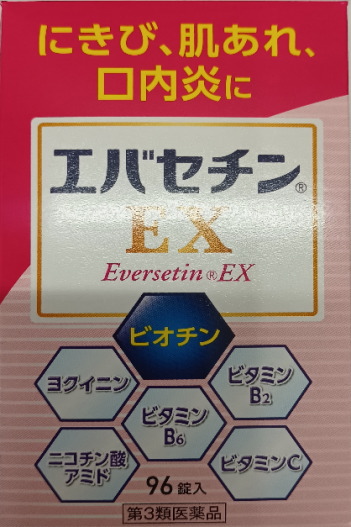 にきび、肌あれ、
口内炎に
エバセチン®
EX
Eversetin®EX
ビオチン
ヨクイニン
ビタミン
B2
ビタミン
B6
ニコチン酸
アミド
ビタミンC
96錠入
第3類医薬品